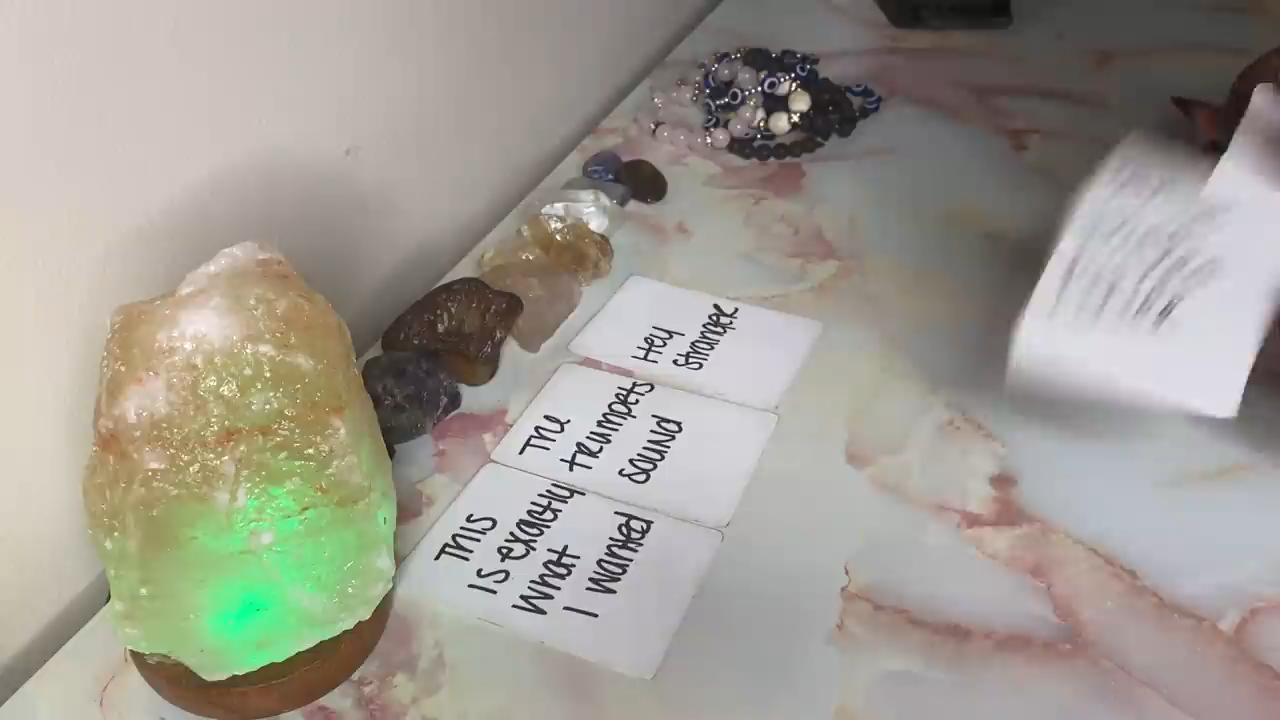 This
is exactly
what
I wanted
The
trumpets
sound
Hey
stranger